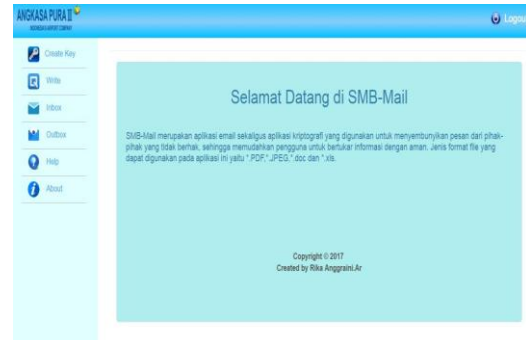 ANGKASA PURA II
Logout
Create Key
Write
Inbox
Outbox
Help
About
Selamat Datang di SMB-Mail
SMB-Mail merupakan aplikasi email sekaligus aplikasi kriptografi yang digunakan untuk menyembunyikan pesan dari pihak-
pihak yang tidak berhak, sehingga memudahkan pengguna untuk bertukar informasi dengan aman. Jenis format file yang
dapat digunakan pada aplikasi ini yaitu *.PDF,*.JPEG,*.doc dan *.xls.
Copyright © 2017
Created by Rika Anggraini.Ar